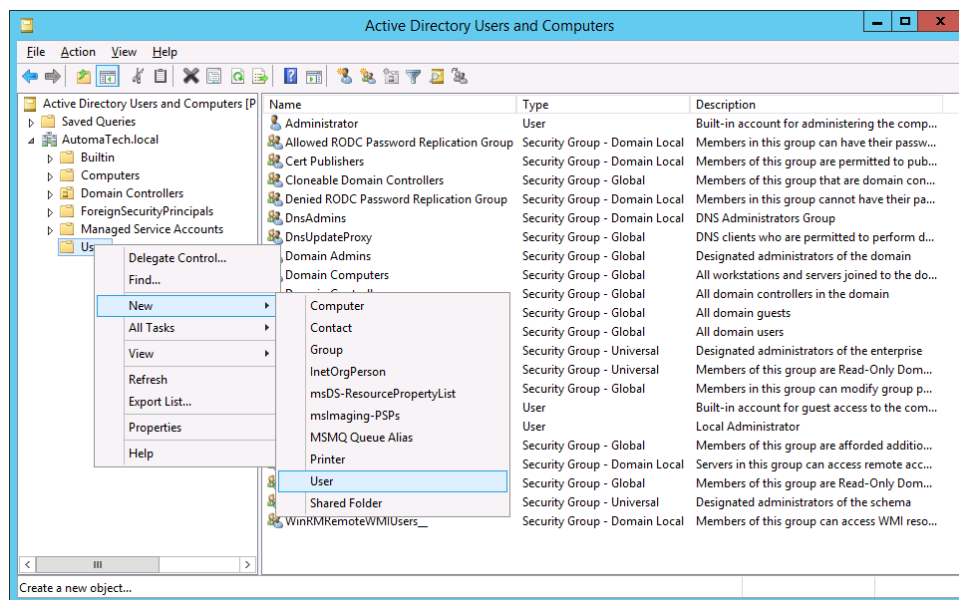 Active Directory Users and Computers
File Action View Help
Active Directory Users and Computers [P
Saved Queries
AutomaTech.local
Builtin
Computers
Domain Controllers
ForeignSecurityPrincipals
Managed Service Accounts
Delegate Control...
Find...
New
All Tasks
View
Refresh
Export List...
Properties
Help
Computer
Contact
Group
InetOrgPerson
msDS-ResourcePropertyList
msImaging-PSPs
MSMQ Queue Alias
Printer
User
Shared Folder
Name Type Description
Administrator User Built-in account for administering the comp...
Allowed RODC Password Replication Group Security Group - Domain Local Members in this group can have their passw...
Cert Publishers Security Group - Domain Local Members of this group are permitted to pub...
Cloneable Domain Controllers Security Group - Global Members of this group that are domain con...
Denied RODC Password Replication Group Security Group - Domain Local Members in this group cannot have their pa...
DnsAdmins Security Group - Domain Local DNS Administrators Group
DnsUpdateProxy Security Group - Global DNS clients who are permitted to perform d...
Domain Admins Security Group - Global Designated administrators of the domain
Domain Computers Security Group - Global All workstations and servers joined to the do...
Security Group - Global All domain controllers in the domain
Security Group - Global All domain guests
Security Group - Global All domain users
Security Group - Universal Designated administrators of the enterprise
Security Group - Universal Members of this group are Read-Only Dom...
Security Group - Global Members in this group can modify group p...
User Built-in account for guest access to the com...
User Local Administrator
Security Group - Global Members of this group are afforded additio...
Security Group - Domain Local Servers in this group can access remote acc...
Security Group - Global Members of this group are Read-Only Dom...
Security Group - Universal Designated administrators of the schema
WinRMRemoteWMIUsers__ Security Group - Domain Local Members of this group can access WMI reso...
Create a new object...